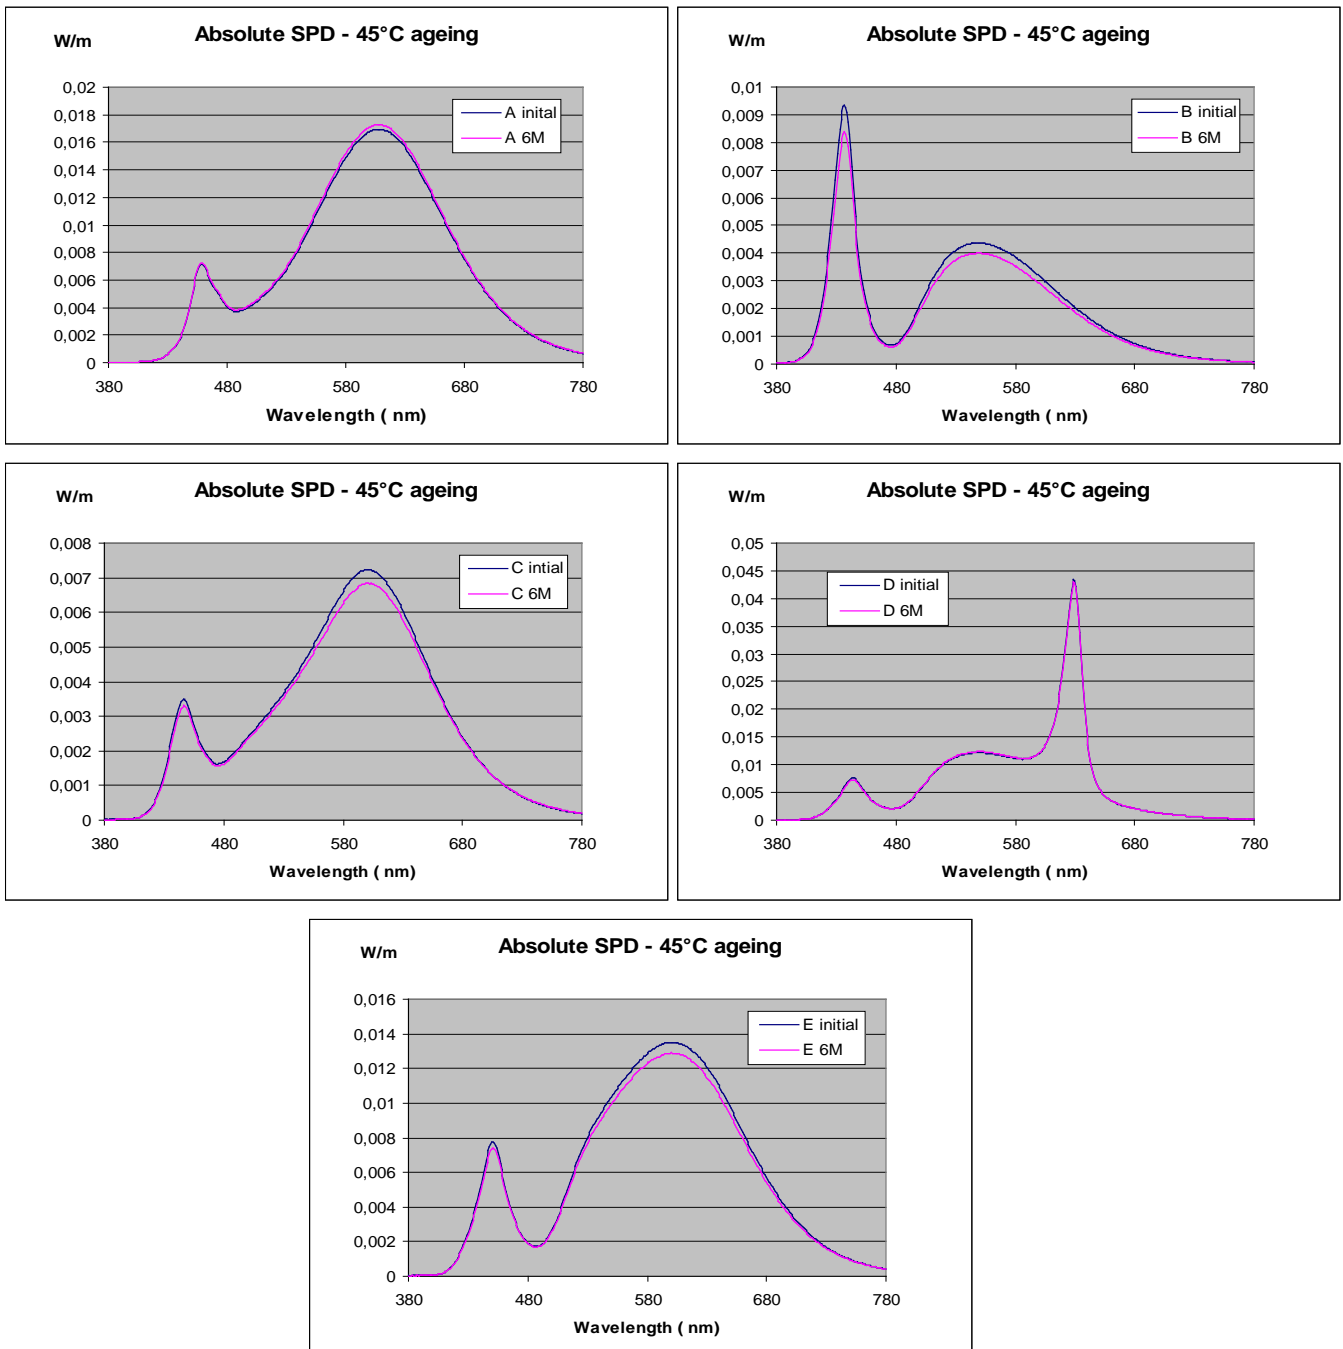 Absolute SPD - 45°C ageing
W/m
0,02
0,018
0,016
0,014
0,012
0,01
0,008
0,006
0,004
0,002
0
380 480 580 680 780
Wavelength ( nm)
A inital
A 6M
Absolute SPD - 45°C ageing
W/m
0,01
0,009
0,008
0,007
0,006
0,005
0,004
0,003
0,002
0,001
0
380 480 580 680 780
Wavelength ( nm)
B initial
B 6M
Absolute SPD - 45°C ageing
W/m
0,008
0,007
0,006
0,005
0,004
0,003
0,002
0,001
0
380 480 580 680 780
Wavelength ( nm)
C intial
C 6M
Absolute SPD - 45°C ageing
W/m
0,05
0,045
0,04
0,035
0,03
0,025
0,02
0,015
0,01
0,005
0
380 480 580 680 780
Wavelength ( nm)
D initial
D 6M
Absolute SPD - 45°C ageing
W/m
0,016
0,014
0,012
0,01
0,008
0,006
0,004
0,002
0
380 480 580 680 780
Wavelength ( nm)
E initial
E 6M